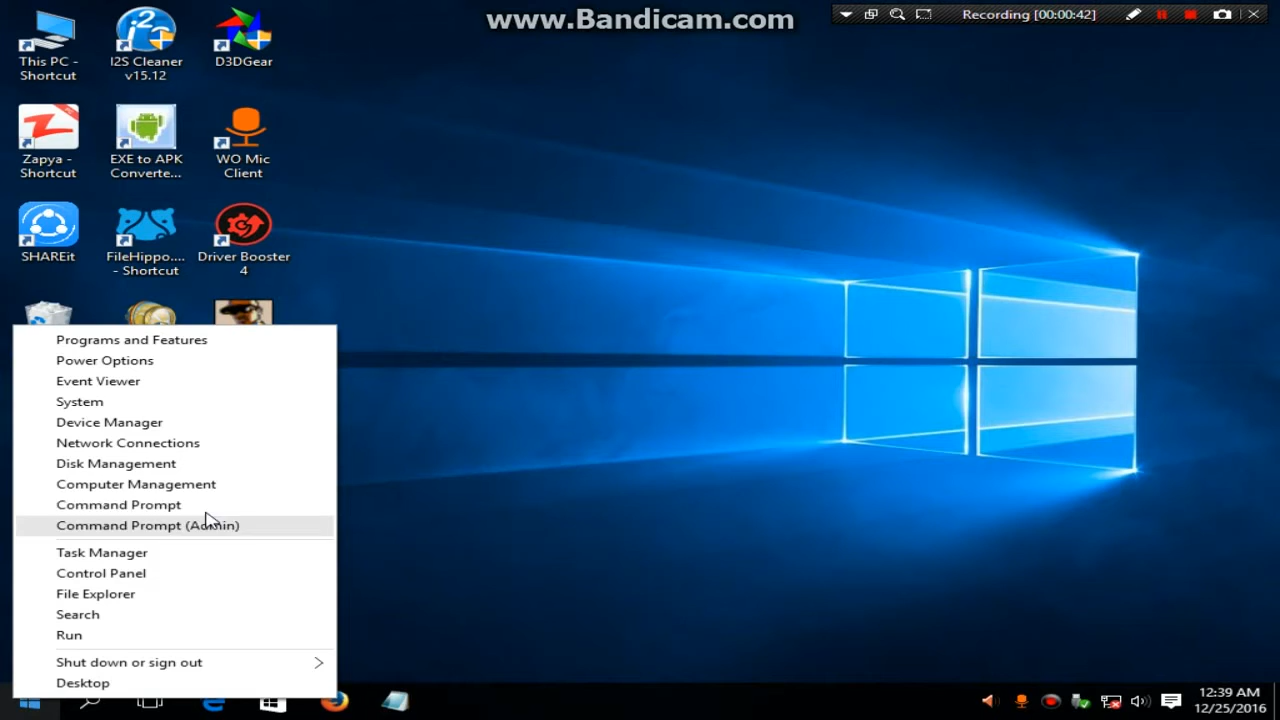 www.Bandicam.com
Recording [00:00:42]
This PC -
Shortcut
I2S Cleaner
v15.12
D3DGear
Zapya -
Shortcut
EXE to APK
Converte...
WO Mic
Client
SHAREit
FileHippo....
- Shortcut
Driver Booster
4
Programs and Features
Power Options
Event Viewer
System
Device Manager
Network Connections
Disk Management
Computer Management
Command Prompt
Command Prompt (Admin)
Task Manager
Control Panel
File Explorer
Search
Run
Shut down or sign out
Desktop
12:39 AM
12/25/2016